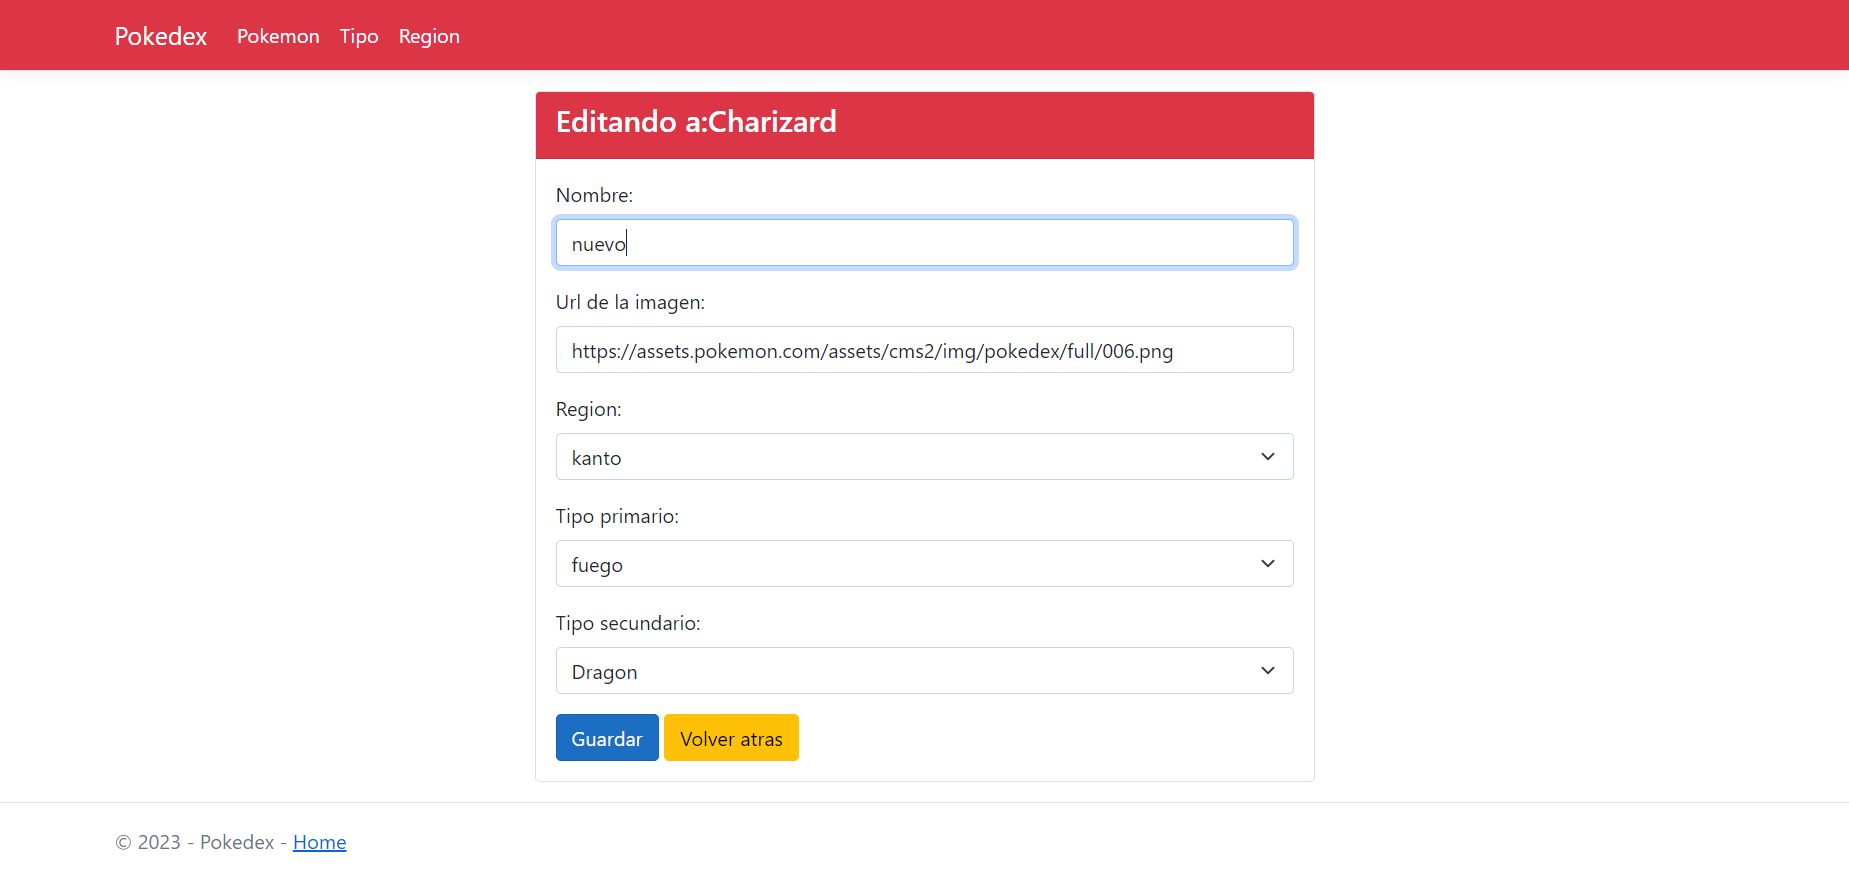 Pokedex Pokemon Tipo Region
Editando a:Charizard
Nombre:
nuevo
Url de la imagen:
https://assets.pokemon.com/assets/cms2/img/pokedex/full/006.png
Region:
kanto
Tipo primario:
fuego
Tipo secundario:
Dragon
Guardar Volver atras
© 2023 - Pokedex - Home